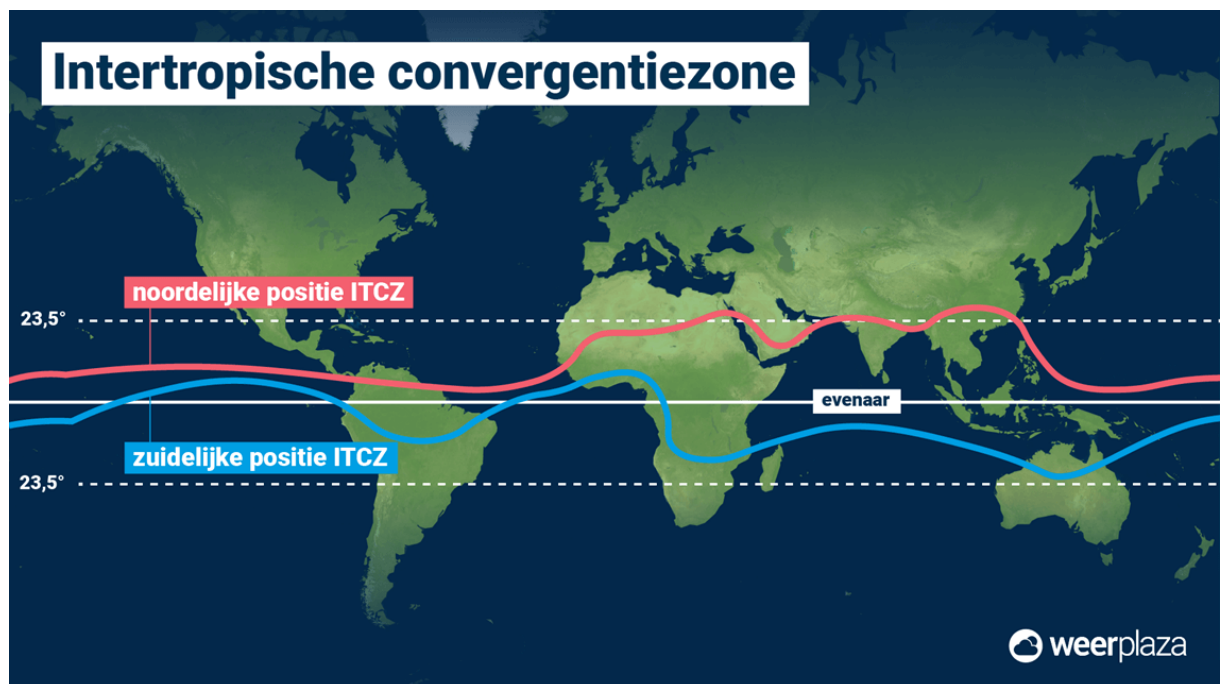 Intertropische convergentiezone
noordelijke positie ITCZ
23,5°
evenaar
zuidelijke positie ITCZ
23,5°
weerplaza